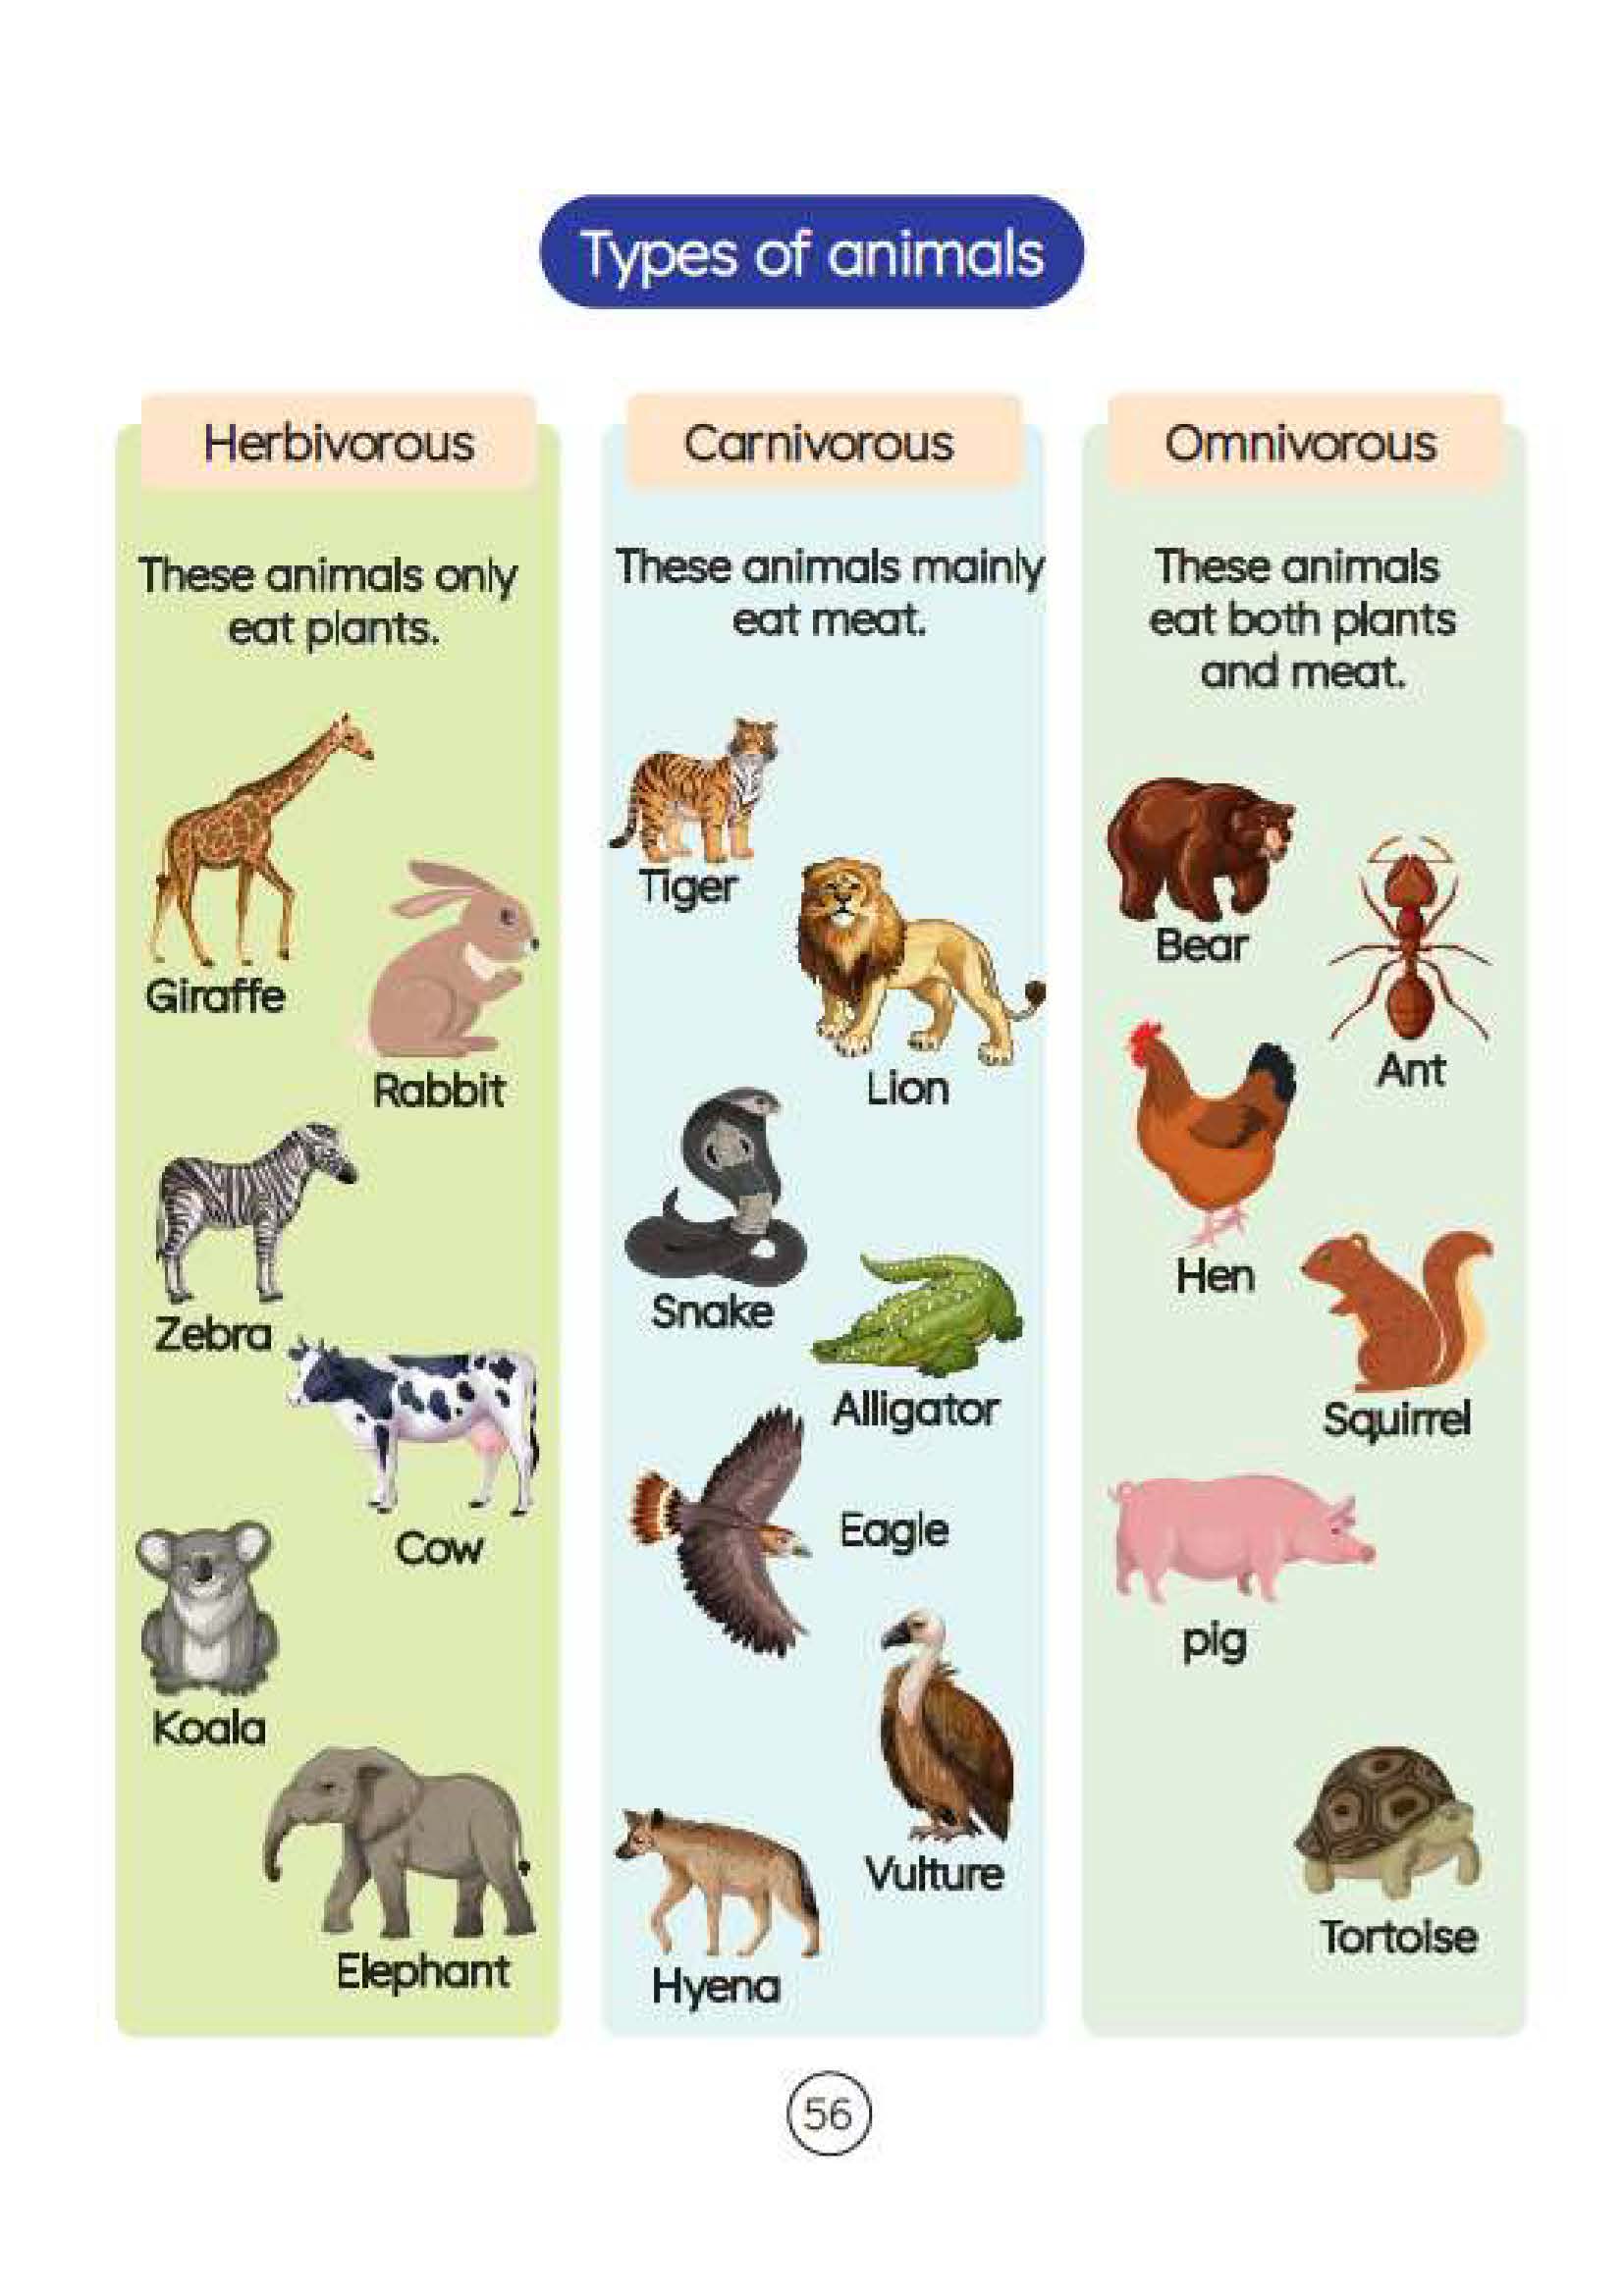 Types of animals
Herbivorous
These animals only
eat plants.
Giraffe
Rabbit
Zebra
Cow
Koala
Elephant
Carnivorous
These animals mainly
eat meat.
Tiger
Lion
Snake
Alligator
Eagle
Vulture
Hyena
Omnivorous
These animals
eat both plants
and meat.
Bear
Ant
Hen
Squirrel
pig
Tortoise
56